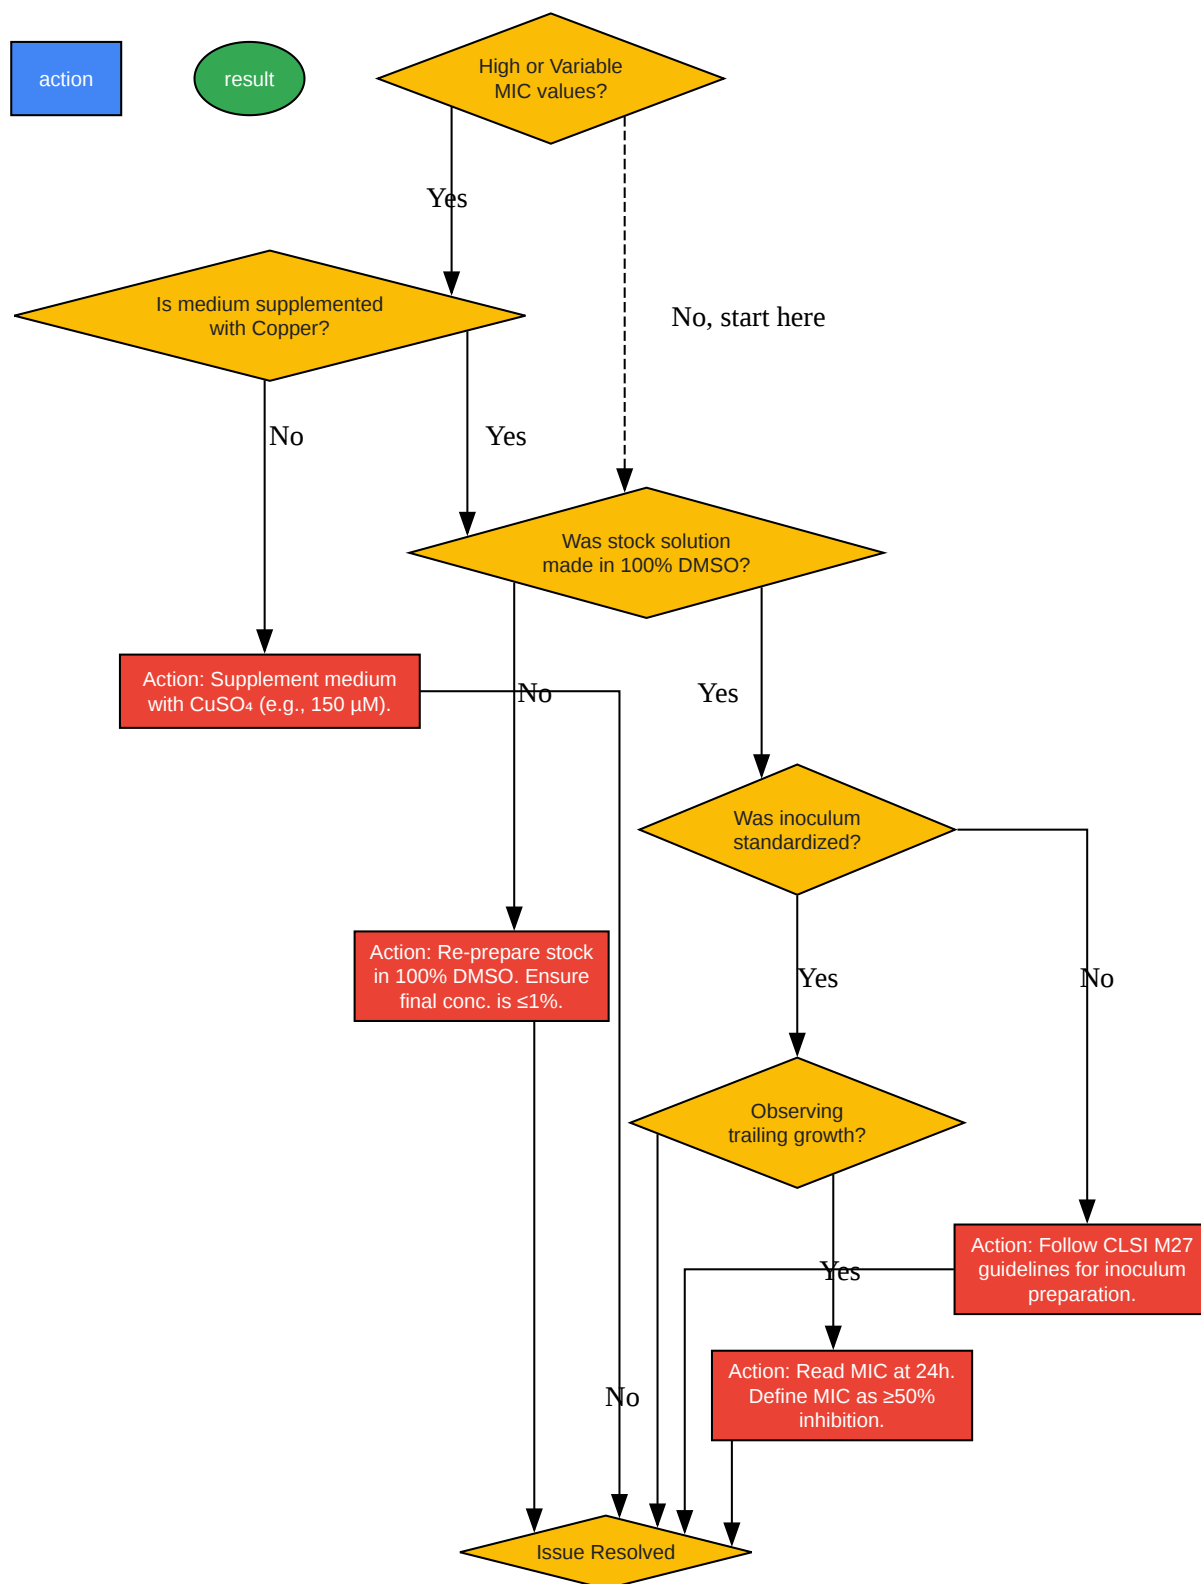 action
result
High or Variable
MIC values?
Yes
Is medium supplemented
with Copper?
No, start here
No
Yes
Was stock solution
made in 100% DMSO?
Action: Supplement medium
with CuSO₄ (e.g., 150 µM).
No
Yes
Was inoculum
standardized?
Action: Re-prepare stock
in 100% DMSO. Ensure
final conc. is ≤1%.
Yes
No
Observing
trailing growth?
Action: Follow CLSI M27
guidelines for inoculum
preparation.
Yes
Action: Read MIC at 24h.
Define MIC as ≥50%
inhibition.
No
Issue Resolved